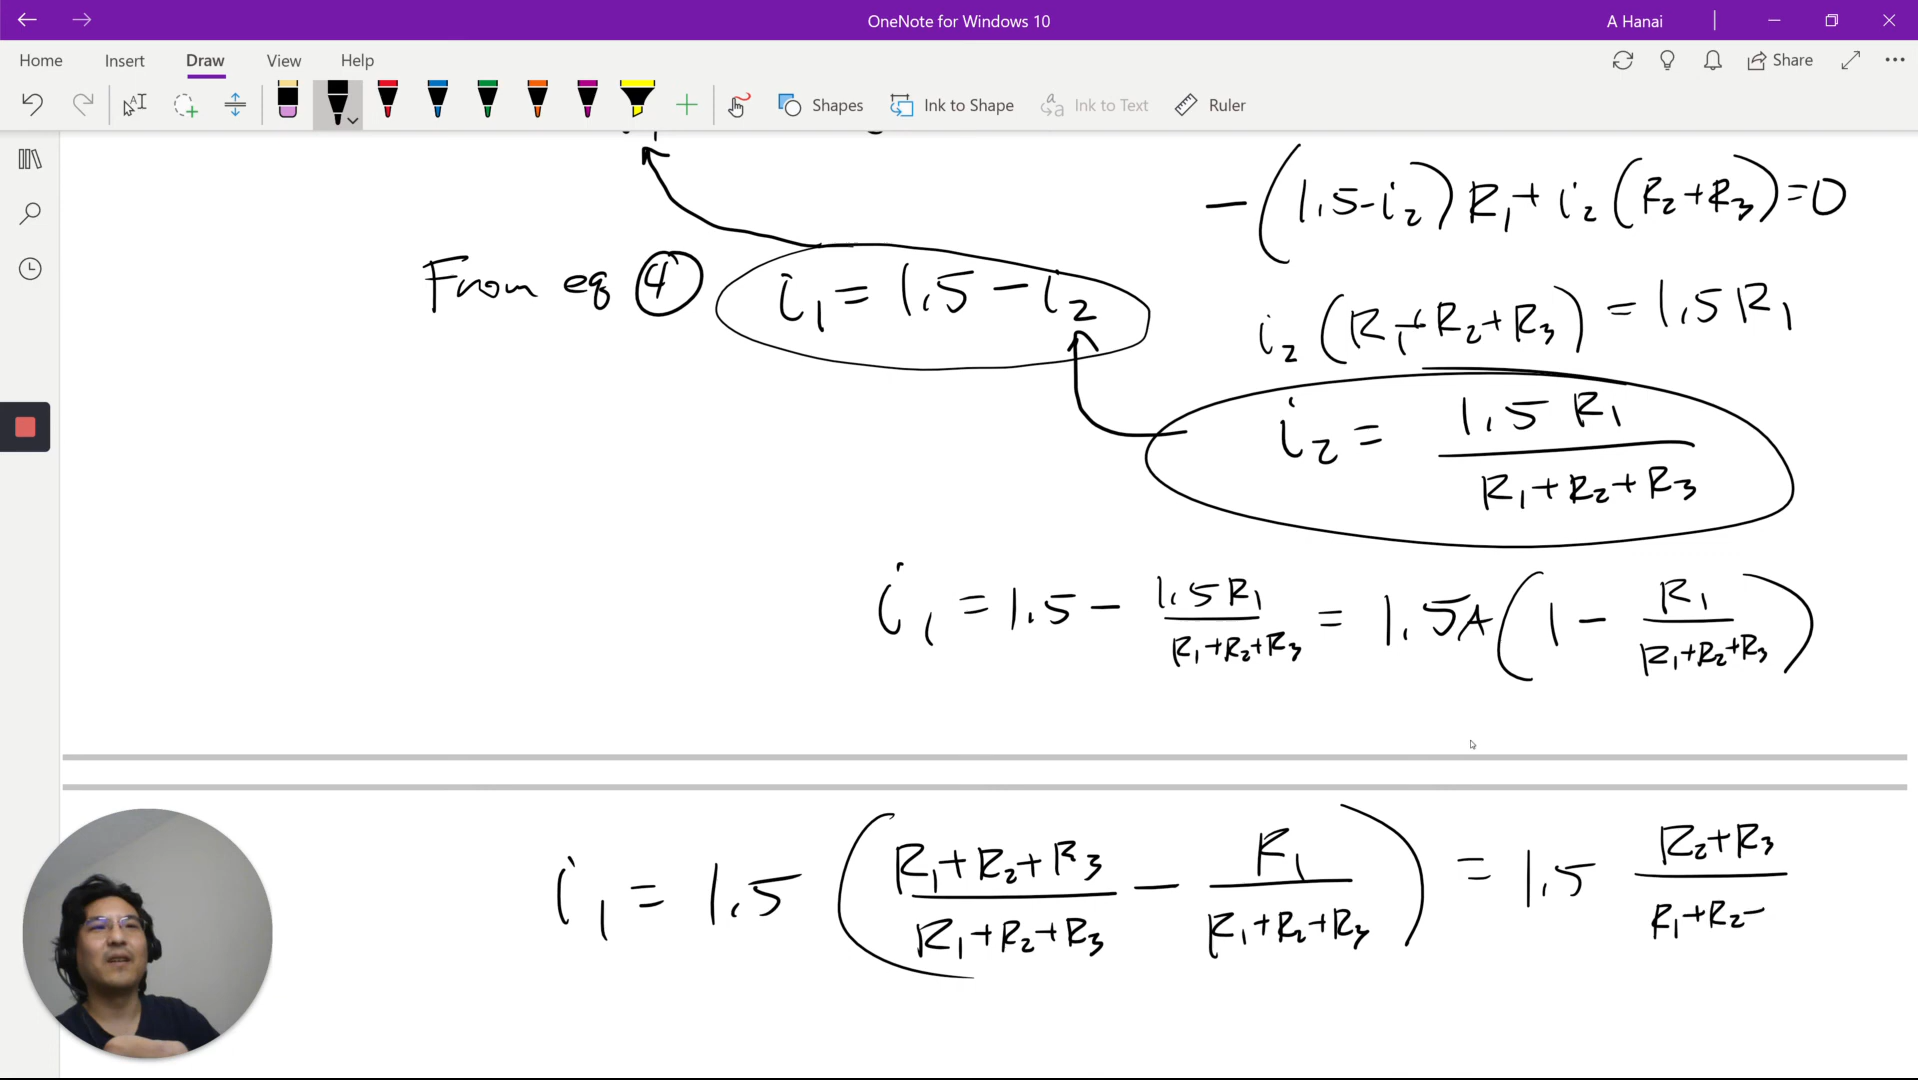 OneNote for Windows 10
A Hanai
Home Insert Draw View Help
Share
Shapes
Ink to Shape
Ink to Text
Ruler
-(1.5-i₂)R₁+i₂(R₂+R₃)=0
From eq ④ i₁ = 1.5 - i₂
i₂(R₁+R₂+R₃) = 1.5R₁
i₂ = 1.5 R₁ / R₁+R₂+R₃
i₁ = 1.5 - 1.5R₁ / R₁+R₂+R₃ = 1.5A(1 - R₁ / R₁+R₂+R₃)
i₁ = 1.5 (R₁+R₂+R₃ / R₁+R₂+R₃ - R₁ / R₁+R₂+R₃) = 1.5 R₂+R₃ / R₁+R₂-